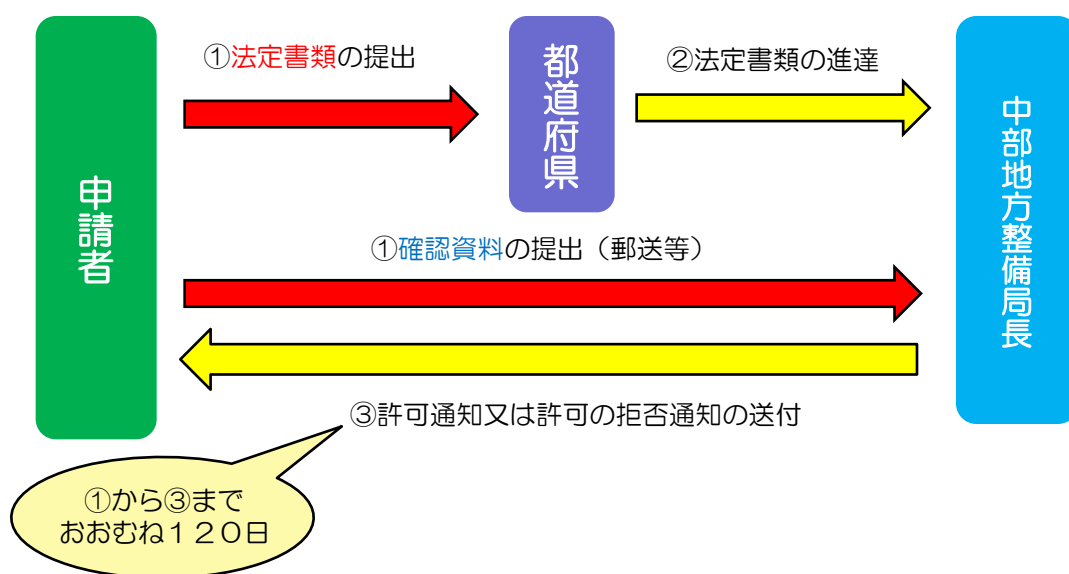 ①法定書類の提出
②法定書類の進達
申請者
都道府県
中部地方整備局長
①確認資料の提出（郵送等）
③許可通知又は許可の拒否通知の送付
①から③まで
おおむね１２０日